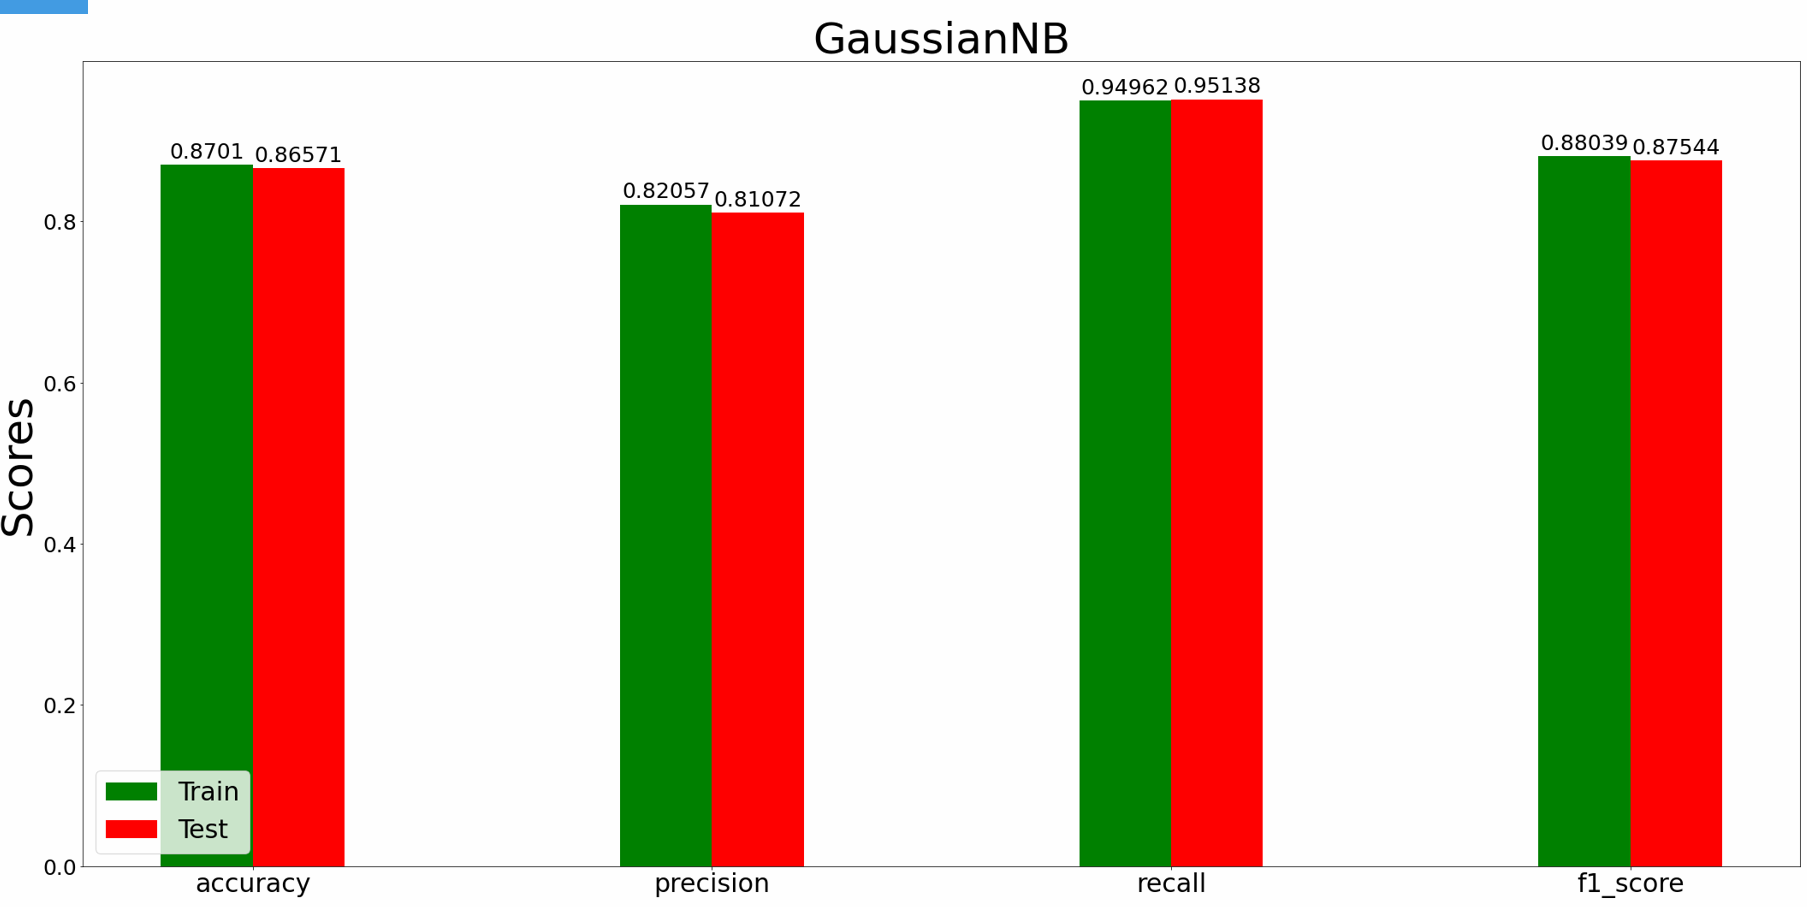 GaussianNB
0.8701 0.86571
0.82057 0.81072
0.94962 0.95138
0.88039 0.87544
Scores
0.8
0.6
0.4
0.2
0.0
Train
Test
accuracy precision recall f1_score